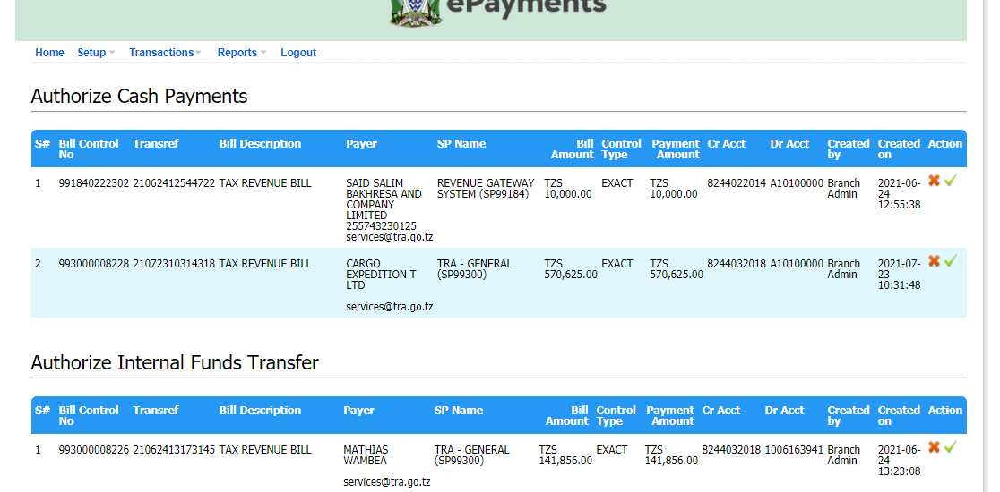 ePayments
Home Setup Transactions Reports Logout
Authorize Cash Payments
S# Bill Control No Transref Bill Description Payer SP Name Bill Amount Control Type Payment Amount Cr Acct Dr Acct Created by Created on Action
1 991840222302 21062412544722 TAX REVENUE BILL SAID SALIM REVENUE GATEWAY TZS EXACT TZS 8244022014 A10100000 Branch 2021-06-
BAKHRESA AND SYSTEM (SP99184) 10,000.00 10,000.00 Admin 24
COMPANY 12:55:38
LIMITED
255743230125
services@tra.go.tz
2 993000008228 21072310314318 TAX REVENUE BILL CARGO TRA - GENERAL TZS EXACT TZS 8244032018 A10100000 Branch 2021-07-
EXPEDITION T (SP99300) 570,625.00 570,625.00 Admin 23
LTD 10:31:48
services@tra.go.tz
Authorize Internal Funds Transfer
S# Bill Control No Transref Bill Description Payer SP Name Bill Amount Control Type Payment Amount Cr Acct Dr Acct Created by Created on Action
1 993000008226 21062413173145 TAX REVENUE BILL MATHIAS TRA - GENERAL TZS EXACT TZS 8244032018 1006163941 Branch 2021-06-
WAMBEA (SP99300) 141,856.00 141,856.00 Admin 24
13:23:08
services@tra.go.tz